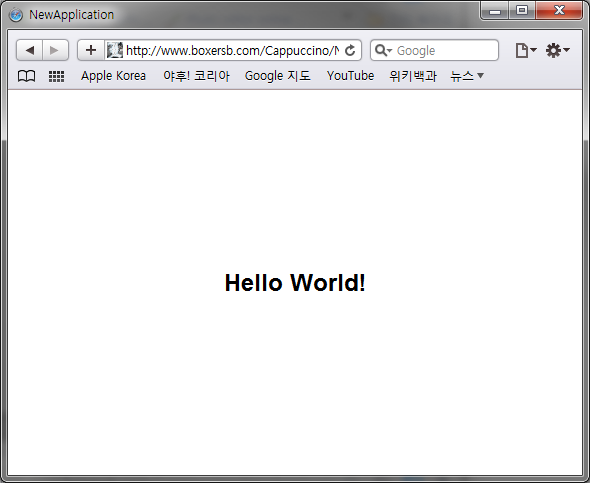 NewApplication
http://www.boxersb.com/Cappuccino/N
Google
Apple Korea 야후! 코리아 Google 지도 YouTube 위키백과 뉴스
Hello World!